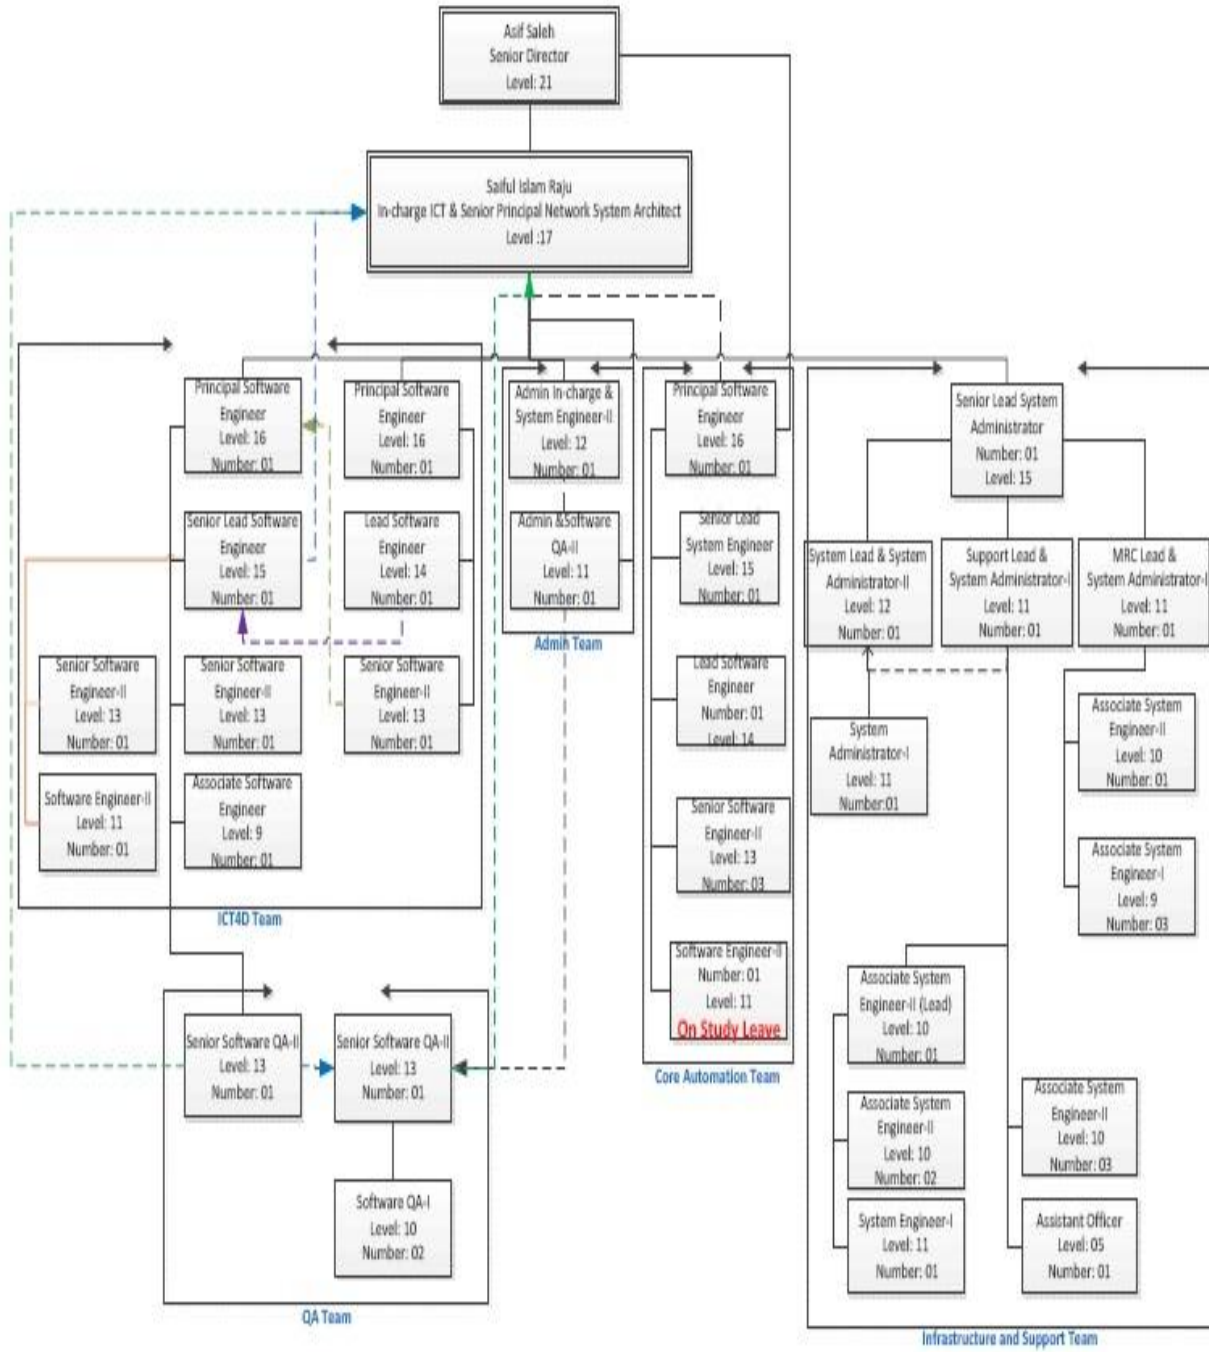 Asif Saleh
Senior Director
Level: 21
Saiful Islam Raju
In-charge ICT & Senior Principal Network System Architect
Level :17
Principal Software
Engineer
Level: 16
Number: 01
Principal Software
Engineer
Level: 16
Number: 01
Senior Lead Software
Engineer
Level: 15
Number: 01
Lead Software
Engineer
Level: 14
Number: 01
Senior Software
Engineer-II
Level: 13
Number: 01
Senior Software
Engineer-II
Level: 13
Number: 01
Senior Software
Engineer-II
Level: 13
Number: 01
Software Engineer-II
Level: 11
Number: 01
Associate Software
Engineer
Level: 9
Number: 01
ICT4D Team
Admin In-charge &
System Engineer-II
Level: 12
Number: 01
Admin &Software
QA-II
Level: 11
Number: 01
Admin Team
Principal Software
Engineer
Level: 16
Number: 01
Senior Lead
System Engineer
Level: 15
Number: 01
Lead Software
Engineer
Number: 01
Level: 14
Senior Software
Engineer-II
Level: 13
Number: 03
Software Engineer-II
Number: 01
Level: 11
On Study Leave
Core Automation Team
Senior Lead System
Administrator
Number: 01
Level: 15
System Lead & System
Administrator-II
Level: 12
Number: 01
Support Lead &
System Administrator-I
Level: 11
Number: 01
MRC Lead &
System Administrator-I
Level: 11
Number: 01
System
Administrator-I
Level: 11
Number:01
Associate System
Engineer-II
Level: 10
Number: 01
Associate System
Engineer-I
Level: 9
Number: 03
Associate System
Engineer-II (Lead)
Level: 10
Number: 01
Associate System
Engineer-II
Level: 10
Number: 02
System Engineer-I
Level: 11
Number: 01
Associate System
Engineer-II
Level: 10
Number: 03
Assistant Officer
Level: 05
Number: 01
Infrastructure and Support Team
Senior Software QA-II
Level: 13
Number: 01
Senior Software QA-II
Level: 13
Number: 01
Software QA-I
Level: 10
Number: 02
QA Team